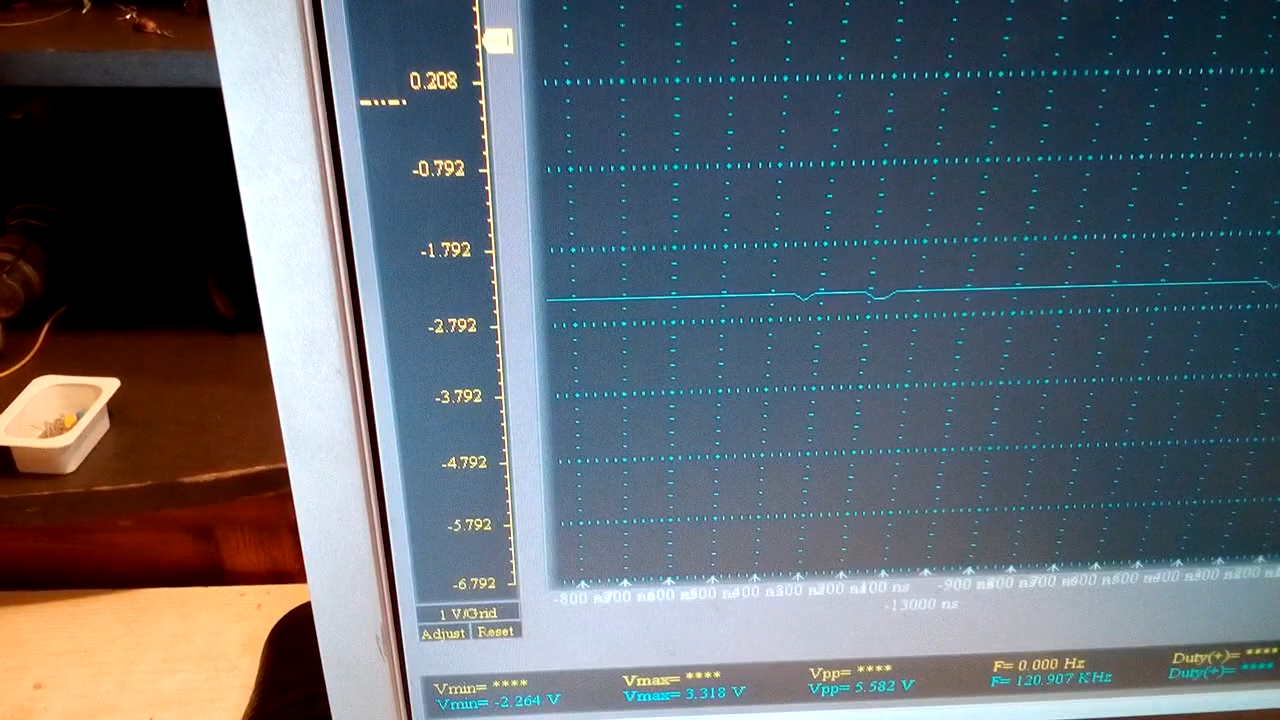 0.208
-0.792
-1.792
-2.792
-3.792
-4.792
-5.792
-6.792
1 V/Grid
Adjust Reset
-800 n
-900 n
-13000 ns
Vmin= **** Vmax= **** Vpp= **** F= 0.000 Hz Duty(+)= ****
Vmin= -2.264 V Vmax= 3.318 V Vpp= 5.582 V F= 120.907 KHz Duty(+)= ****